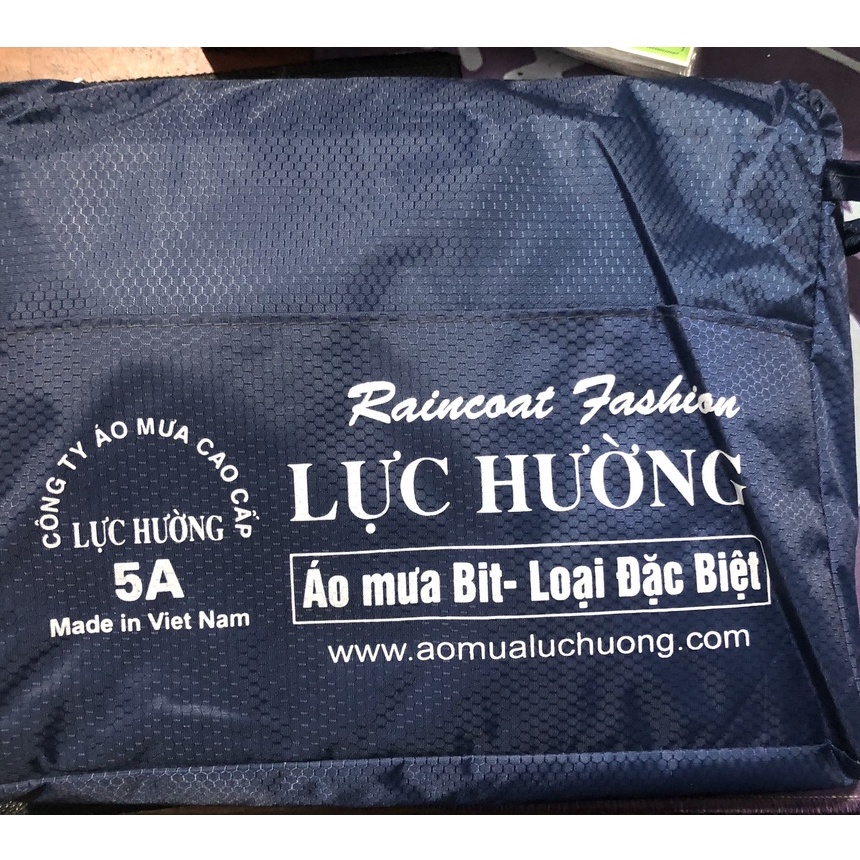 CÔNG TY ÁO MƯA CAO CẤP
LỰC HƯỜNG
5A
Made in Viet Nam
Raincoat Fashion
LỰC HƯỜNG
Áo mưa Bit- Loại Đặc Biệt
www.aomualuchuong.com